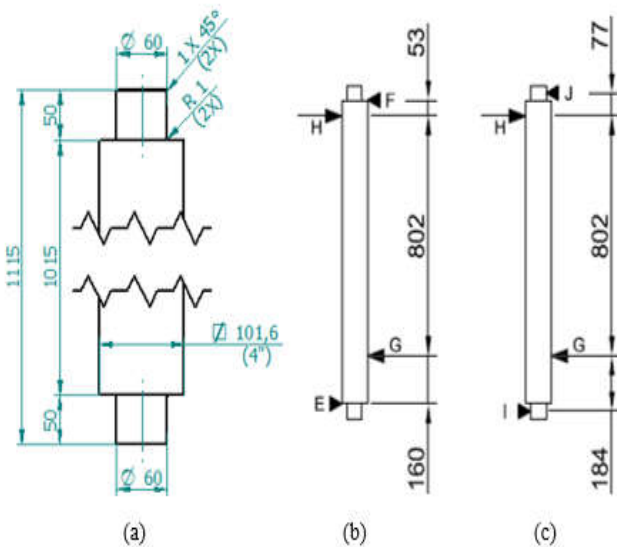 Ø 60
1 X 45°
(2X)
R 1
(2X)
50
1115
1015
□ 101,6
(4")
50
Ø 60
(a)
53
F
H
802
G
E
160
(b)
77
J
H
802
G
I
184
(c)